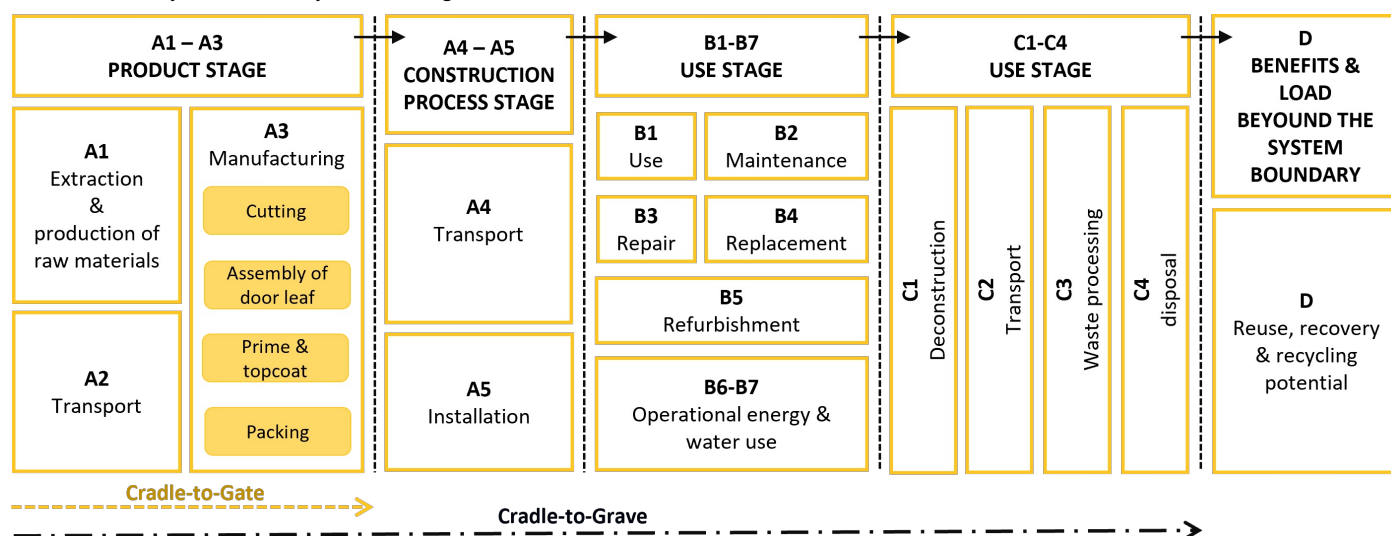 A1 – A3
PRODUCT STAGE
A1
Extraction
&
production of
raw materials
A2
Transport
A3
Manufacturing
Cutting
Assembly of
door leaf
Prime &
topcoat
Packing
A4 – A5
CONSTRUCTION
PROCESS STAGE
A4
Transport
A5
Installation
B1-B7
USE STAGE
B1
Use
B2
Maintenance
B3
Repair
B4
Replacement
B5
Refurbishment
B6-B7
Operational energy &
water use
C1-C4
USE STAGE
C1
Deconstruction
C2
Transport
C3
Waste processing
C4
disposal
D
BENEFITS &
LOAD
BEYOUND THE
SYSTEM
BOUNDARY
D
Reuse, recovery
& recycling
potential
Cradle-to-Gate
Cradle-to-Grave